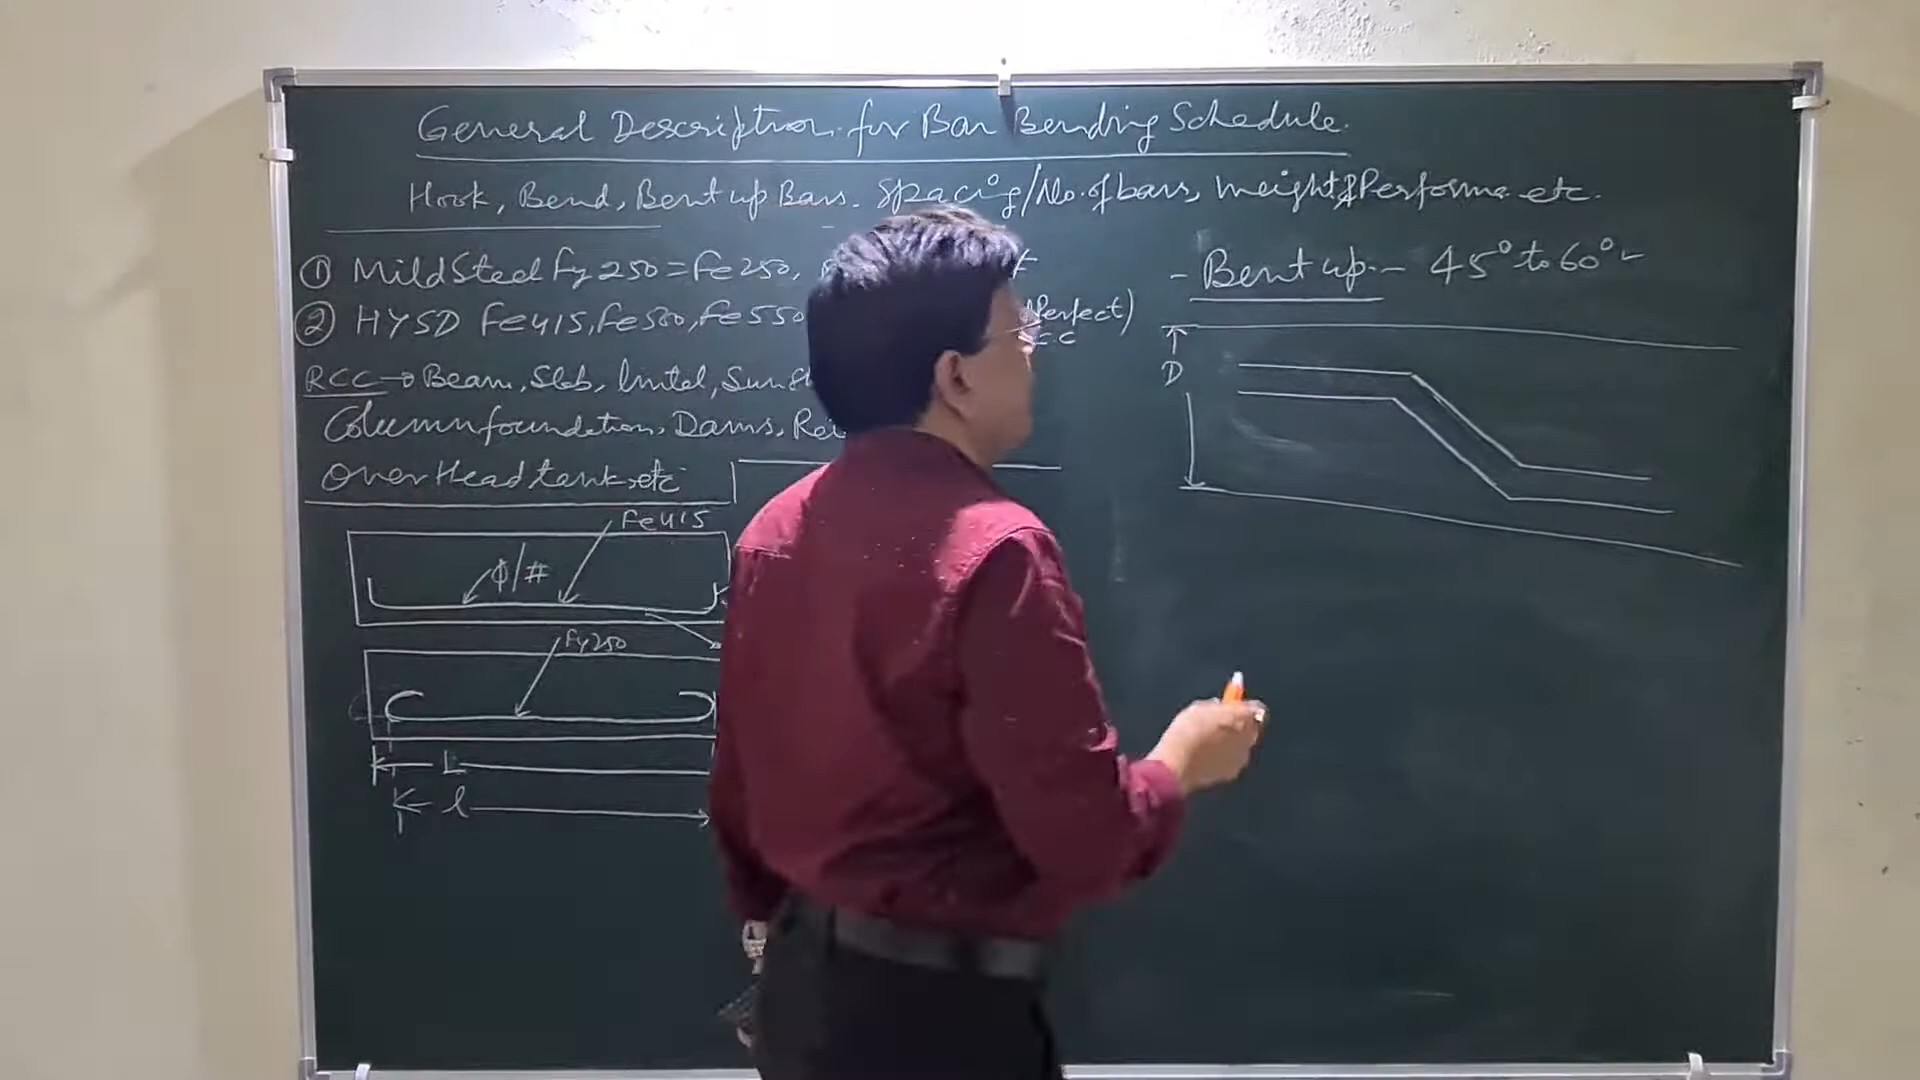 General Description for Bar Bending Schedule.
Hook, Bend, Bent up Bars. Spacing/No. of bars, Weight & Performa etc.
① Mild Steel Fy 250 = Fe 250,
② HYSD Fe415, Fe500, Fe550
Perfect)
RCC → Beam, Slab, lintel,
Column foundation, Dams,
Over Head tank, etc
Fe415
φ/#
Fy250
L
l
- Bent up - 45° to 60°
D